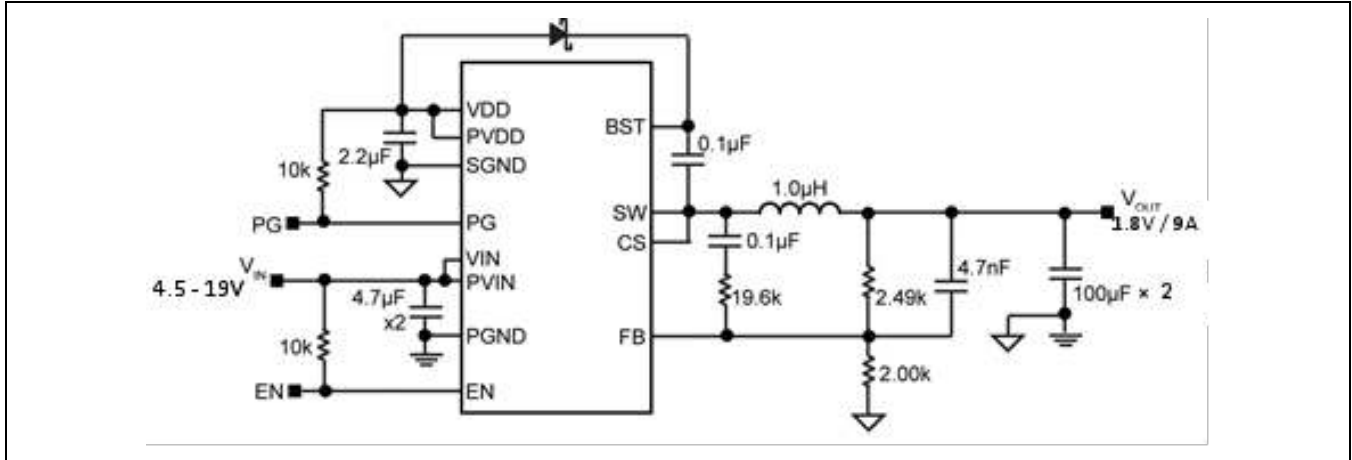 VDD
PVDD
SGND
PG
VIN
PVIN
PGND
EN
BST
SW
CS
FB
2.2µF
10k
PG
V_IN
4.5 - 19V
4.7µF
x2
10k
EN
0.1µF
1.0µH
0.1µF
19.6k
2.49k
4.7nF
2.00k
V_OUT
1.8V / 9A
100µF × 2